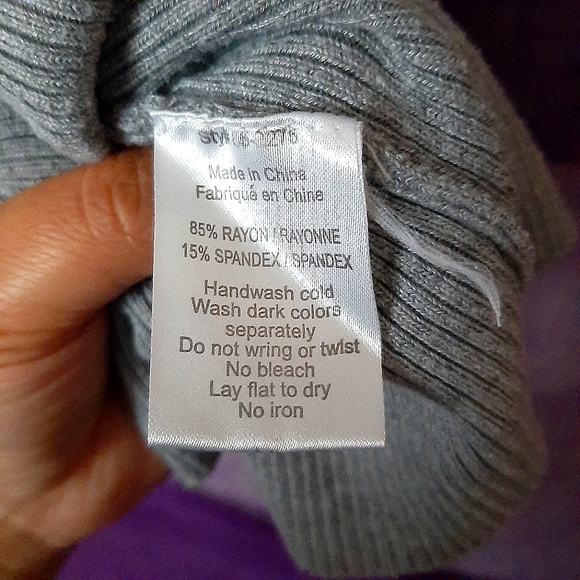 Made in China
Fabriqué en Chine
85% RAYON / RAYONNE
15% SPANDEX / SPANDEX
Handwash cold
Wash dark colors
separately
Do not wring or twist
No bleach
Lay flat to dry
No iron